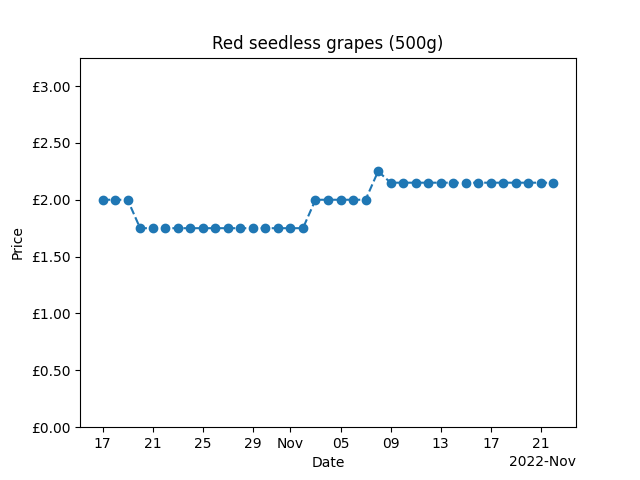 Red seedless grapes (500g)
£3.00
£2.50
£2.00
£1.50
£1.00
£0.50
£0.00
Price
17 21 25 29 Nov 05 09 13 17 21
Date
2022-Nov